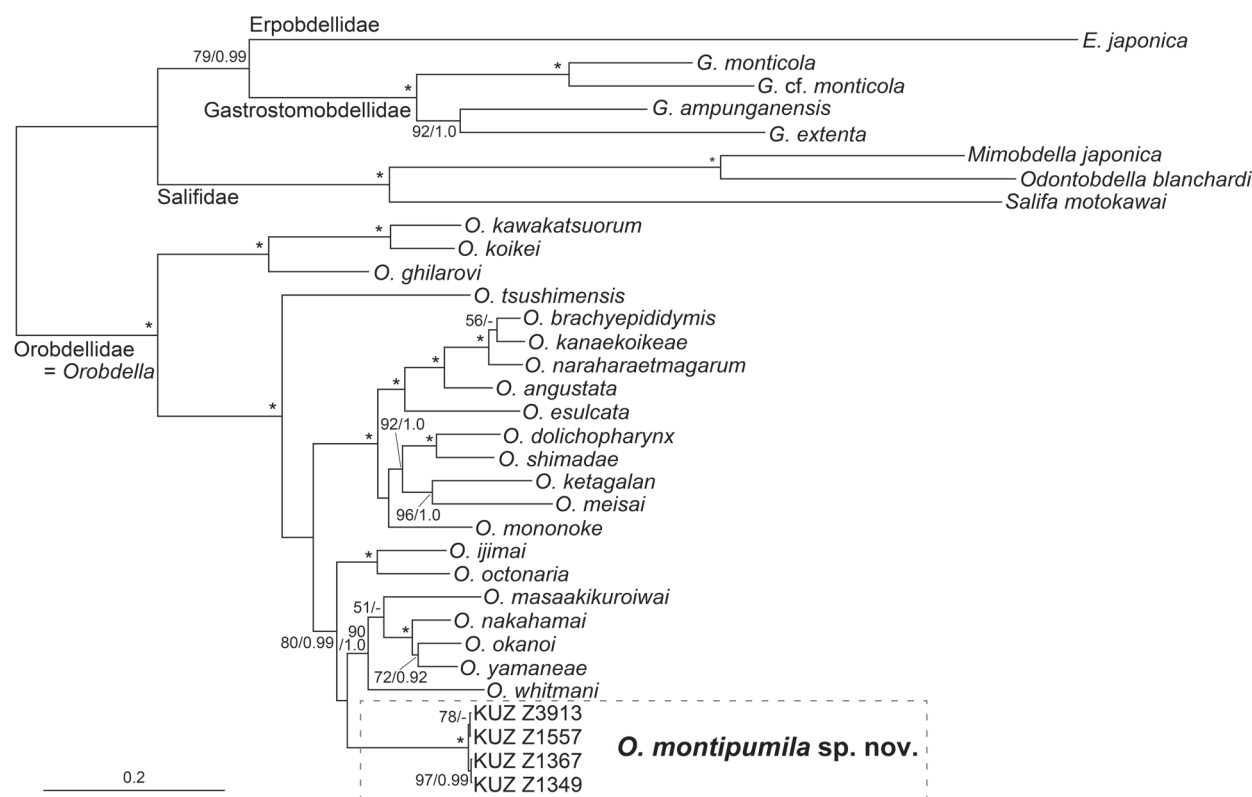 Erpobdellidae
E. japonica
79/0.99
G. monticola
*
G. cf. monticola
*
Gastrostomobdellidae
G. ampunganensis
92/1.0
G. extenta
Mimobdella japonica
*
Odontobdella blanchardi
*
Salifidae
Salifa motokawai
O. kawakatsuorum
*
O. koikei
*
O. ghilarovi
O. tsushimensis
*
Orobdellidae
= Orobdella
O. brachyepididymis
56/-
O. kanaekoikeae
*
O. naraharaetmagarum
*
O. angustata
*
O. esulcata
*
92/1.0
O. dolichopharynx
*
*
O. shimadae
O. ketagalan
96/1.0
O. meisai
O. mononoke
O. ijimai
*
O. octonaria
O. masaakikuroiwai
51/-
O. nakahamai
90
/1.0
*
80/0.99
O. okanoi
O. yamaneae
72/0.92
O. whitmani
KUZ Z3913
78/-
KUZ Z1557
*
O. montipumila sp. nov.
KUZ Z1367
97/0.99
KUZ Z1349
0.2